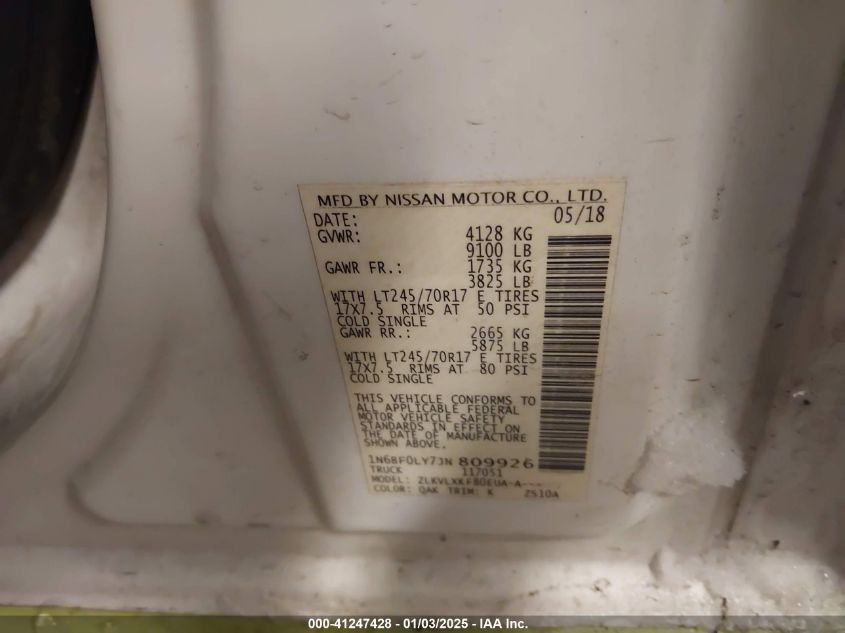 MFD BY NISSAN MOTOR CO., LTD.
DATE: 05/18
GVWR: 4128 KG
9100 LB
GAWR FR.: 1735 KG
3825 LB
WITH LT245/70R17 E TIRES
17X7.5 RIMS AT 50 PSI
COLD SINGLE
GAWR RR.: 2665 KG
5875 LB
WITH LT245/70R17 E TIRES
17X7.5 RIMS AT 80 PSI
COLD SINGLE
THIS VEHICLE CONFORMS TO
ALL APPLICABLE FEDERAL
MOTOR VEHICLE SAFETY
STANDARDS IN EFFECT ON
THE DATE OF MANUFACTURE
SHOWN ABOVE.
1N6BF0LY7JN 809926
TRUCK 117051
MODEL: ZLKVLXKF80EUA-A---
COLOR: QAK TRIM: K ZS10A
000-41247428 - 01/03/2025 - IAA Inc.